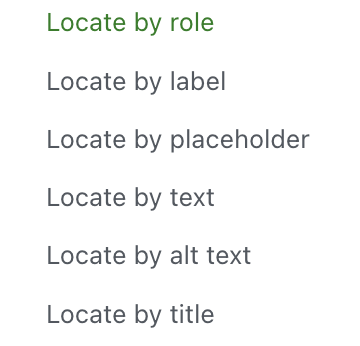 Locate by role
Locate by label
Locate by placeholder
Locate by text
Locate by alt text
Locate by title